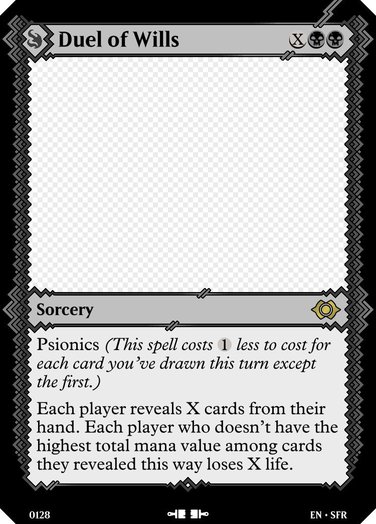 Duel of Wills X
Sorcery
Psionics (This spell costs 1 less to cost for
each card you've drawn this turn except
the first.)
Each player reveals X cards from their
hand. Each player who doesn't have the
highest total mana value among cards
they revealed this way loses X life.
0128 EN • SFR